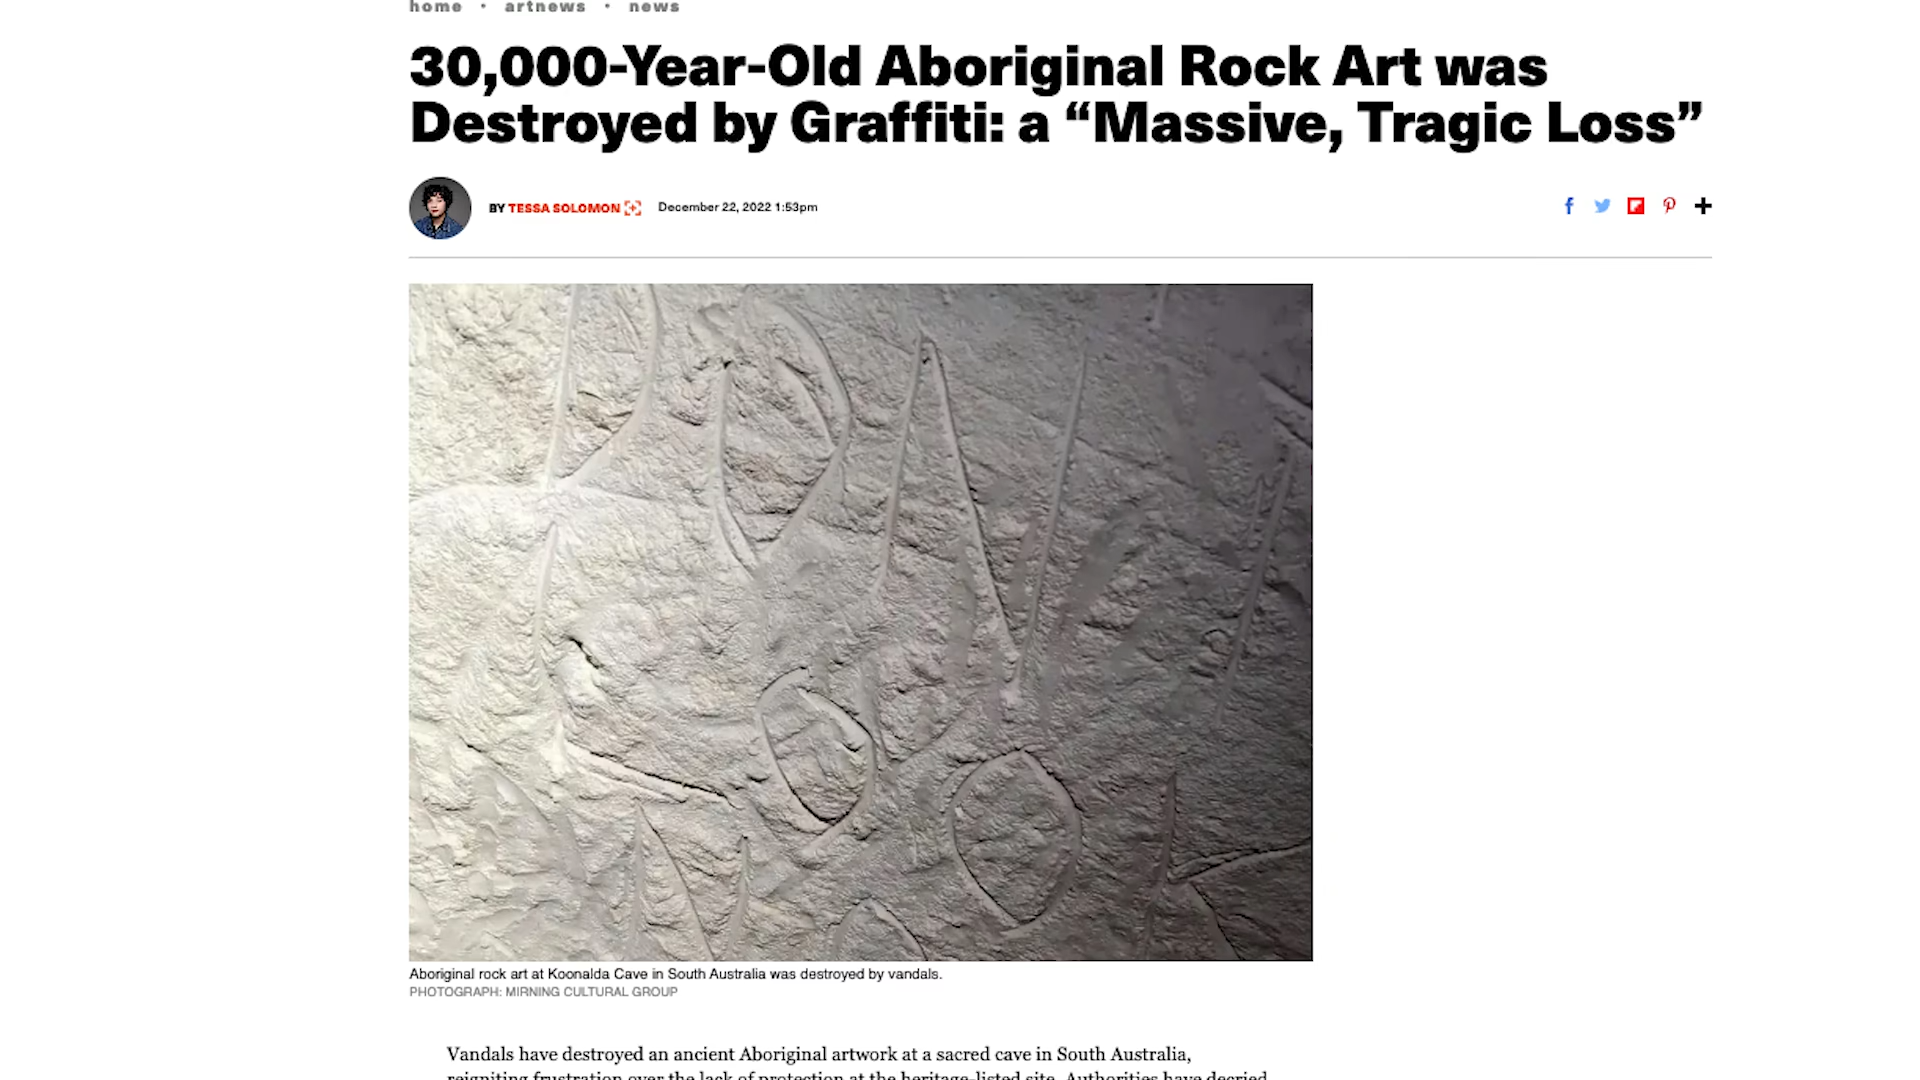 home • artnews • news
30,000-Year-Old Aboriginal Rock Art was
Destroyed by Graffiti: a “Massive, Tragic Loss”
BY TESSA SOLOMON December 22, 2022 1:53pm
Aboriginal rock art at Koonalda Cave in South Australia was destroyed by vandals.
PHOTOGRAPH: MIRNING CULTURAL GROUP
Vandals have destroyed an ancient Aboriginal artwork at a sacred cave in South Australia,
reigniting frustration over the lack of protection at the heritage-listed site. Authorities have decried